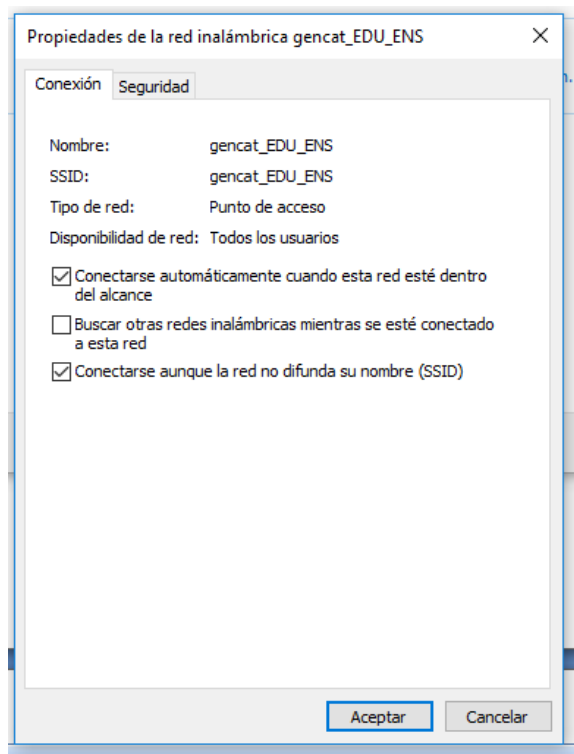 Propiedades de la red inalámbrica gencat_EDU_ENS
Conexión Seguridad
Nombre: gencat_EDU_ENS
SSID: gencat_EDU_ENS
Tipo de red: Punto de acceso
Disponibilidad de red: Todos los usuarios
Conectarse automáticamente cuando esta red esté dentro
del alcance
Buscar otras redes inalámbricas mientras se esté conectado
a esta red
Conectarse aunque la red no difunda su nombre (SSID)
Aceptar Cancelar